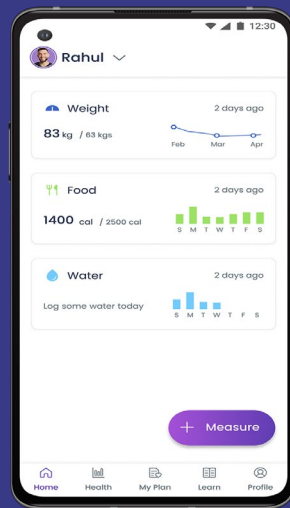 12:30
Rahul
Weight 2 days ago
83 kg / 63 kgs
Feb Mar Apr
Food 2 days ago
1400 cal / 2500 cal
S M T W T F S
Water 2 days ago
Log some water today
S M T W T F S
+ Measure
Home Health My Plan Learn Profile